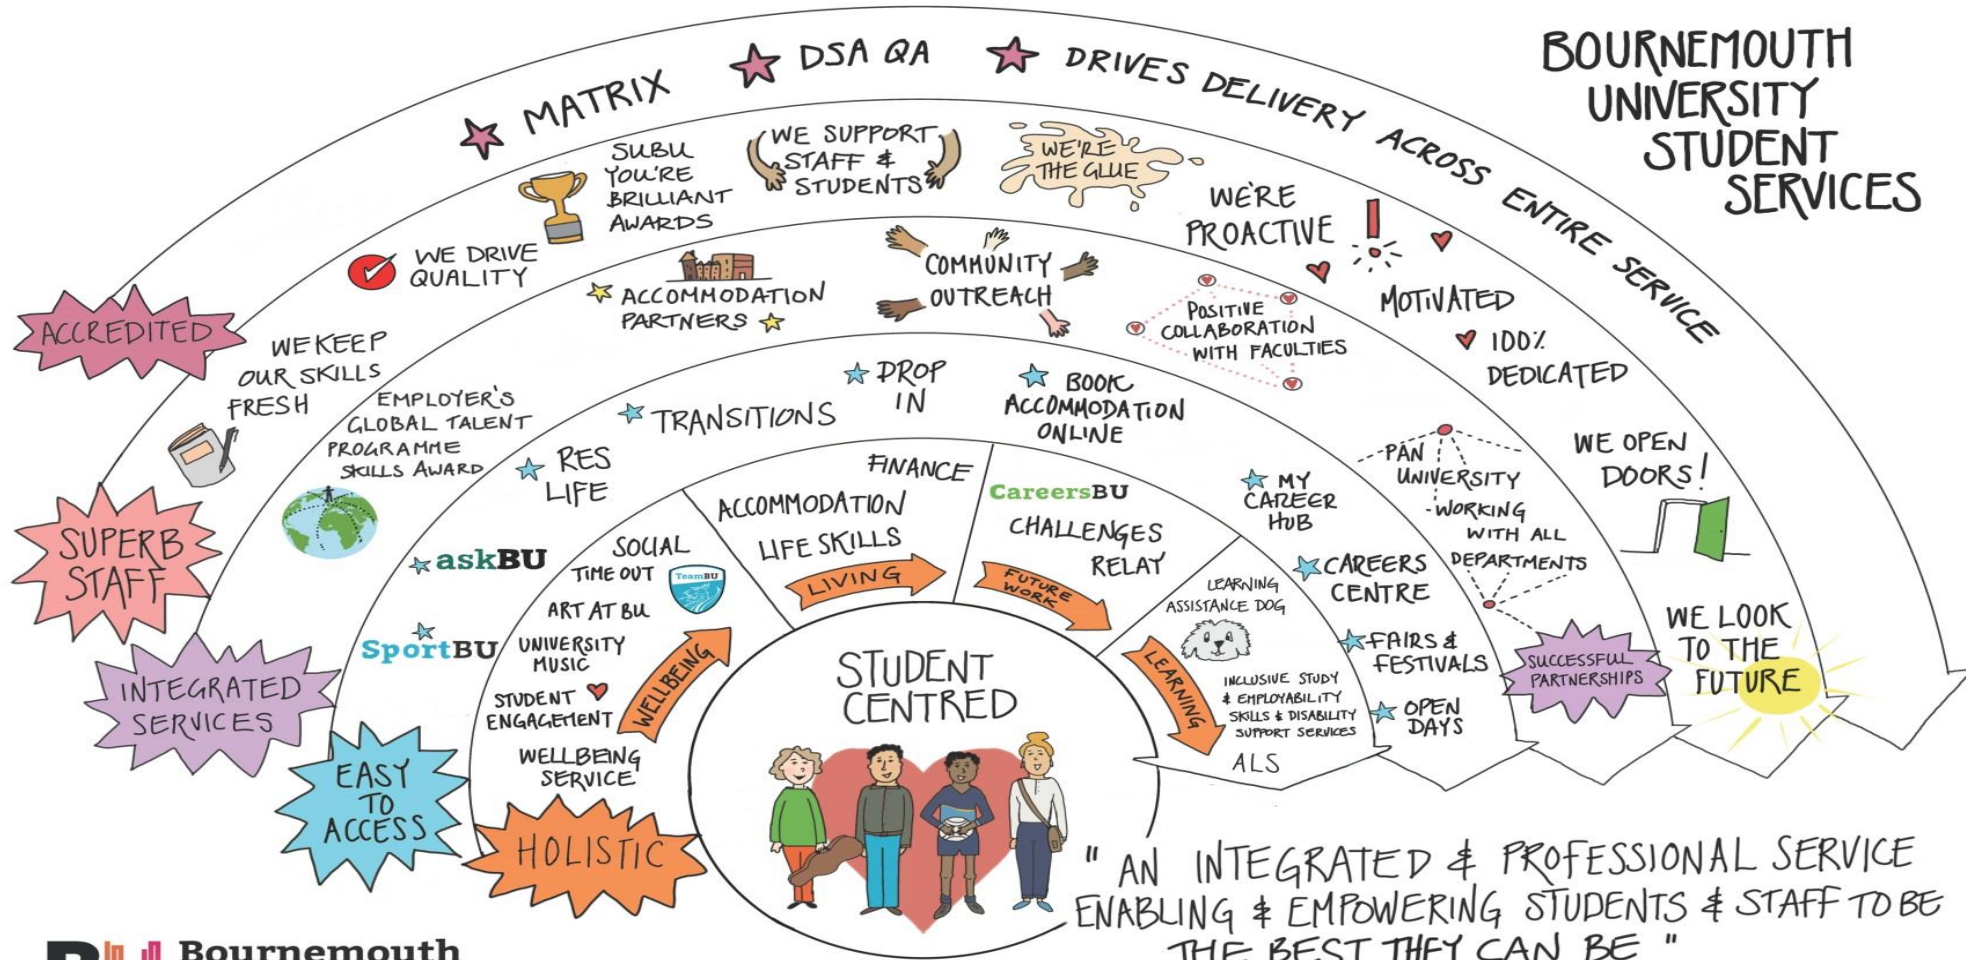 BOURNEMOUTH
UNIVERSITY
STUDENT
SERVICES
ACCREDITED
MATRIX
DSA QA
DRIVES DELIVERY ACROSS ENTIRE SERVICE
SUPERB
STAFF
WE KEEP
OUR SKILLS
FRESH
WE DRIVE
QUALITY
SUBU
YOU'RE
BRILLIANT
AWARDS
WE SUPPORT
STAFF &
STUDENTS
WE'RE
THE GLUE
WE'RE
PROACTIVE
MOTIVATED
100%
DEDICATED
WE OPEN
DOORS!
WE LOOK
TO THE
FUTURE
INTEGRATED
SERVICES
EMPLOYER'S
GLOBAL TALENT
PROGRAMME
SKILLS AWARD
ACCOMMODATION
PARTNERS
COMMUNITY
OUTREACH
POSITIVE
COLLABORATION
WITH FACULTIES
PAN
UNIVERSITY
WORKING
WITH ALL
DEPARTMENTS
SUCCESSFUL
PARTNERSHIPS
EASY
TO
ACCESS
SportBU
askBU
RES
LIFE
TRANSITIONS
DROP
IN
BOOK
ACCOMMODATION
ONLINE
MY
CAREER
HUB
CAREERS
CENTRE
FAIRS &
FESTIVALS
OPEN
DAYS
HOLISTIC
SOCIAL
TIME OUT
TeamBU
ART AT BU
UNIVERSITY
MUSIC
STUDENT
ENGAGEMENT
WELLBEING
SERVICE
WELLBEING
FINANCE
ACCOMMODATION
LIFE SKILLS
LIVING
CareersBU
CHALLENGES
RELAY
FUTURE
WORK
LEARNING
ASSISTANCE DOG
INCLUSIVE STUDY
& EMPLOYABILITY
SKILLS & DISABILITY
SUPPORT SERVICES
ALS
LEARNING
STUDENT
CENTRED
" AN INTEGRATED & PROFESSIONAL SERVICE
ENABLING & EMPOWERING STUDENTS & STAFF TO BE
THE BEST THEY CAN BE "
BU
Bournemouth